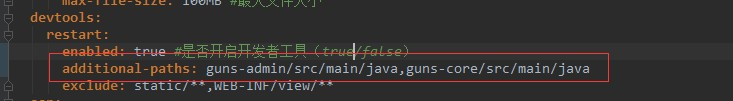 max-file-size: 100MB #最大文件大小
devtools:
restart:
enabled: true #是否开启开发者工具（true/false）
additional-paths: guns-admin/src/main/java,guns-core/src/main/java
exclude: static/**,WEB-INF/view/**